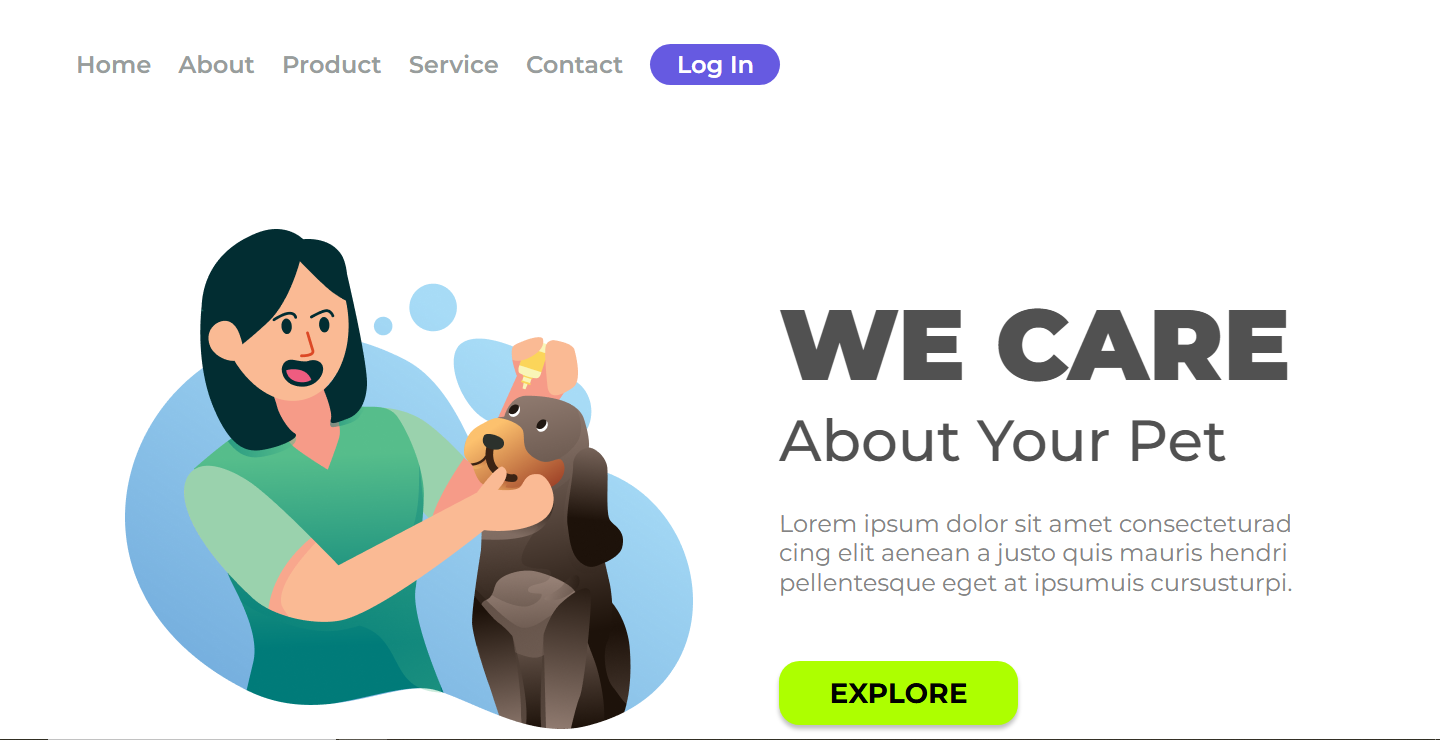 Home About Product Service Contact Log In
WE CARE
About Your Pet
Lorem ipsum dolor sit amet consecteturad
cing elit aenean a justo quis mauris hendri
pellentesque eget at ipsumuis cursusturpi.
EXPLORE